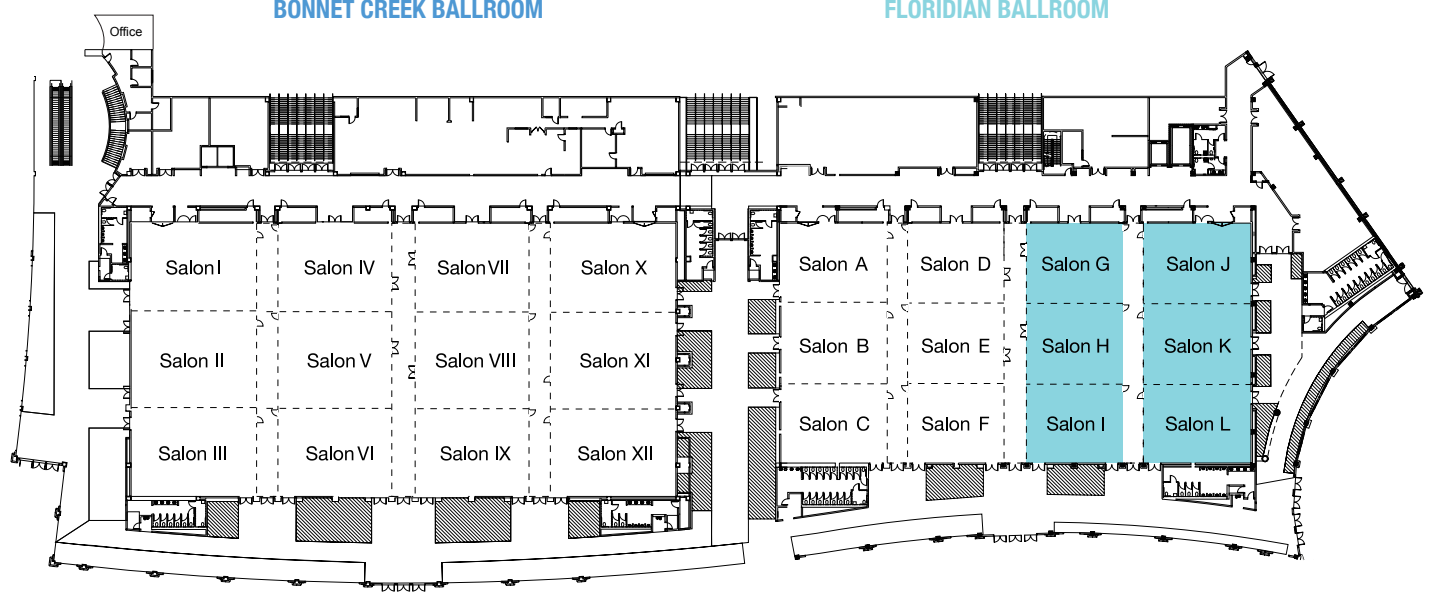 BONNET CREEK BALLROOM
FLORIDIAN BALLROOM
Office
Salon I
Salon IV
Salon VII
Salon X
Salon A
Salon D
Salon G
Salon J
Salon II
Salon V
Salon VIII
Salon XI
Salon B
Salon E
Salon H
Salon K
Salon III
Salon VI
Salon IX
Salon XII
Salon C
Salon F
Salon I
Salon L